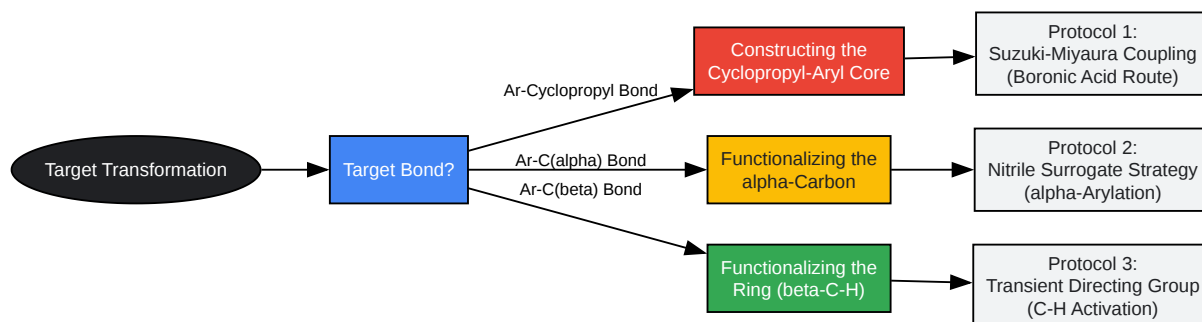 Target Transformation
Target Bond?
Ar-Cyclopropyl Bond
Ar-C(alpha) Bond
Ar-C(beta) Bond
Constructing the
Cyclopropyl-Aryl Core
Functionalizing the
alpha-Carbon
Functionalizing the
Ring (beta-C-H)
Protocol 1:
Suzuki-Miyaura Coupling
(Boronic Acid Route)
Protocol 2:
Nitrile Surrogate Strategy
(alpha-Arylation)
Protocol 3:
Transient Directing Group
(C-H Activation)